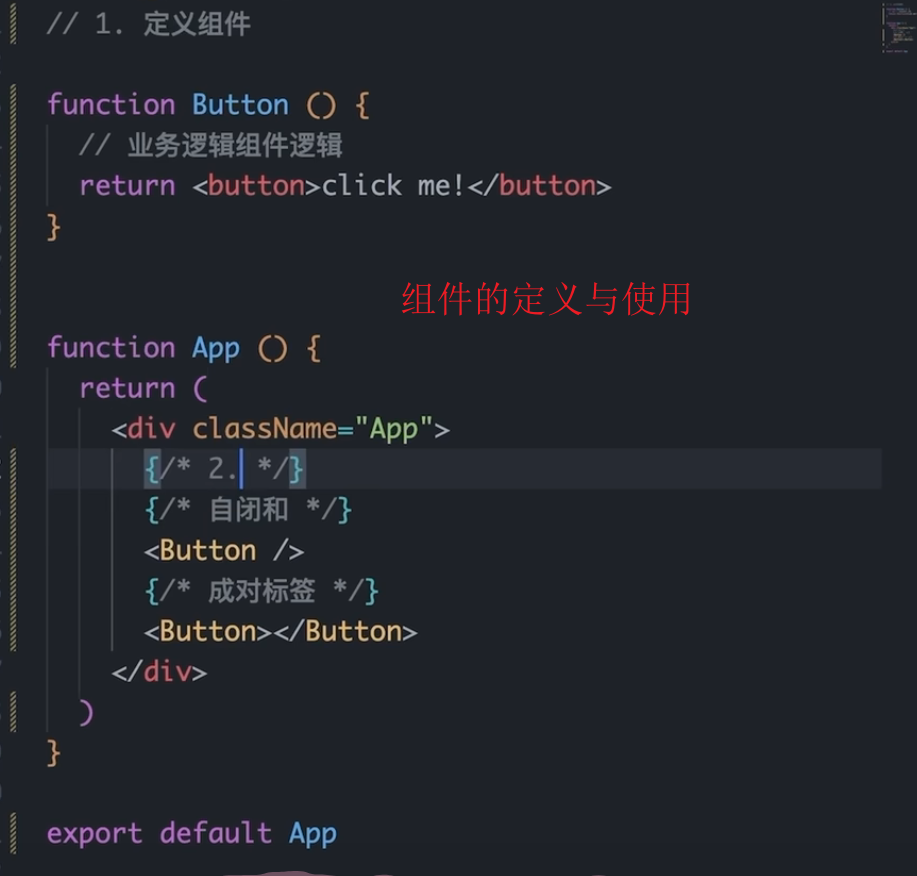 // 1. 定义组件
function Button () {
// 业务逻辑组件逻辑
return <button>click me!</button>
}
组件的定义与使用
function App () {
return (
<div className="App">
{/* 2. */}
{/* 自闭和 */}
<Button />
{/* 成对标签 */}
<Button></Button>
</div>
)
}
export default App